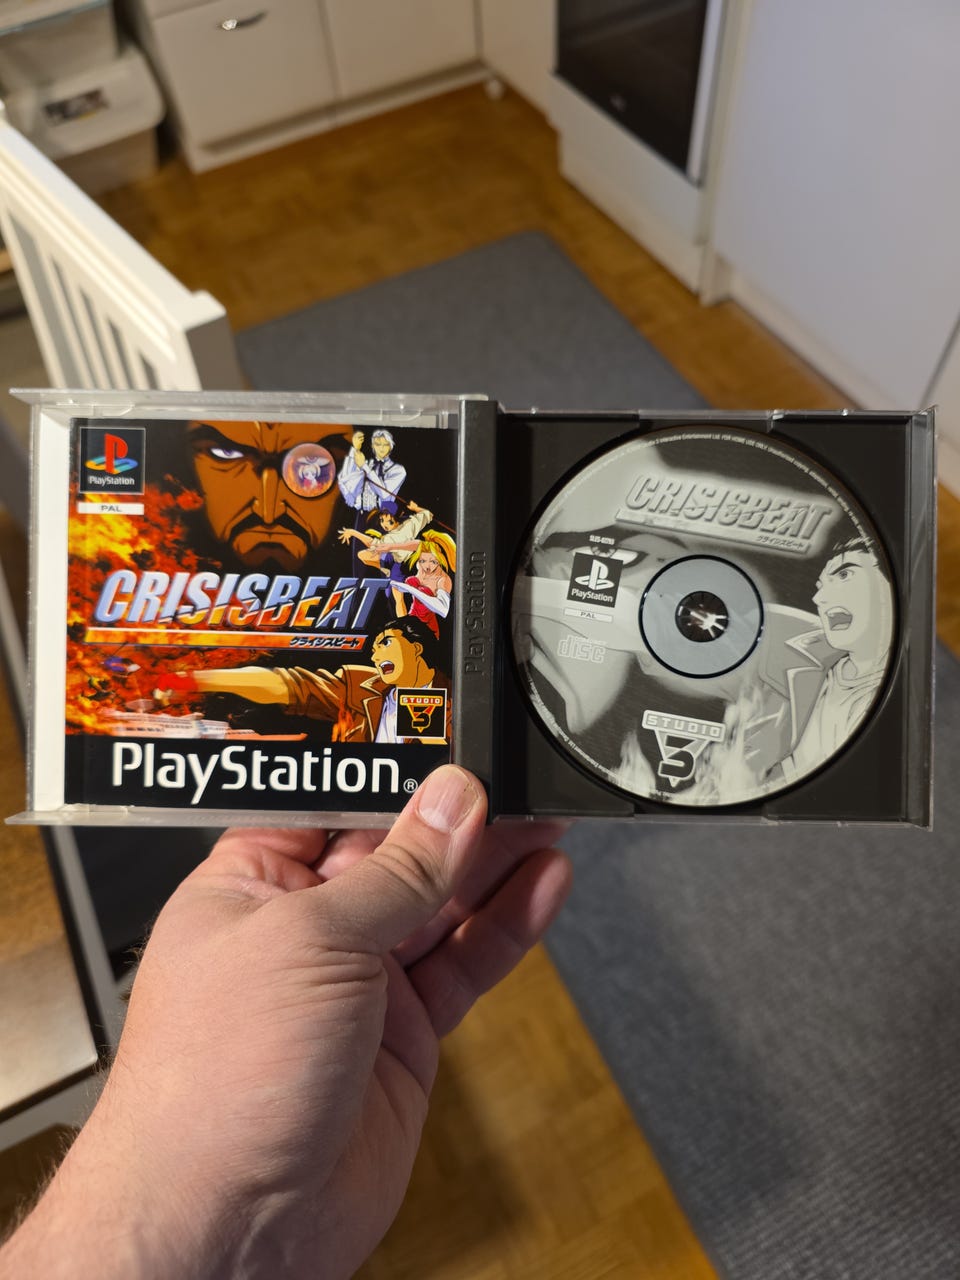 PlayStation
PAL
CRISISBEAT
クライシスビート
STUDIO
3
PlayStation®
PlayStation
CRISISBEAT
クライシスビート
PlayStation
PAL
disc
STUDIO
3